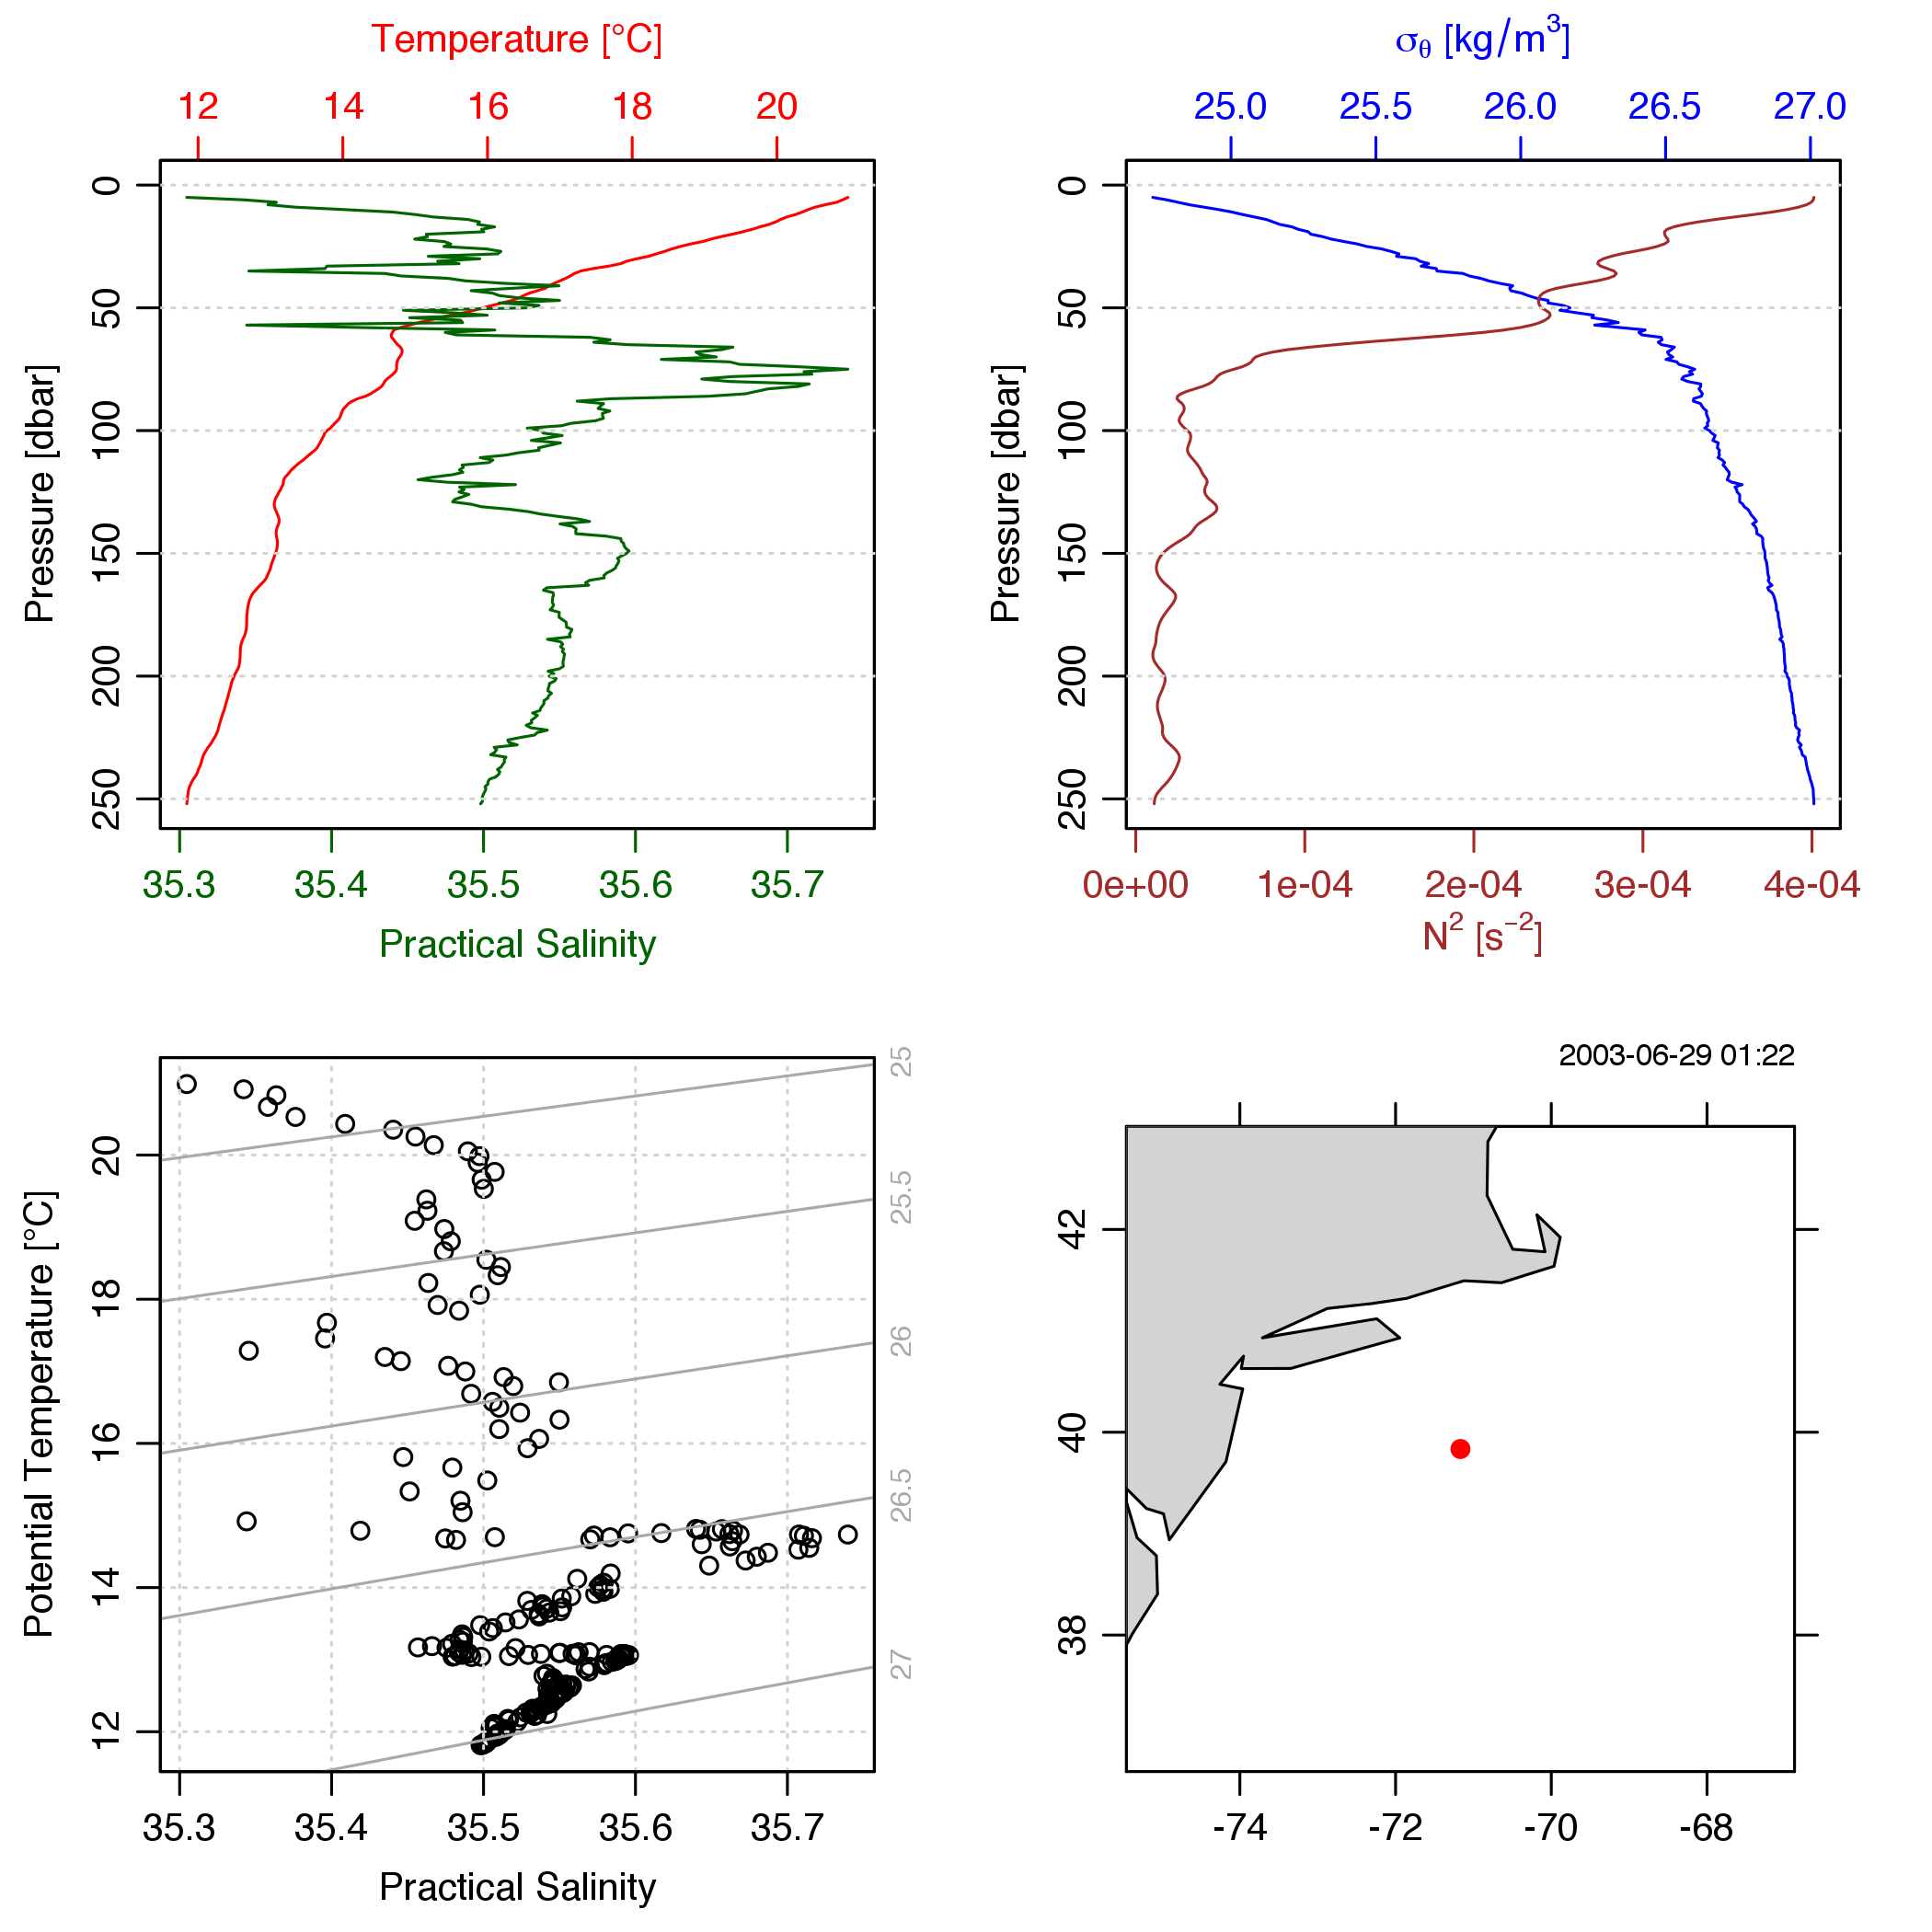 Temperature [°C]
12 14 16 18 20
0 50 100 150 200 250
Pressure [dbar]
35.3 35.4 35.5 35.6 35.7
Practical Salinity
σθ [kg/m³]
25.0 25.5 26.0 26.5 27.0
0 50 100 150 200 250
Pressure [dbar]
0e+00 1e-04 2e-04 3e-04 4e-04
N² [s⁻²]
25
25.5
26
26.5
27
20
18
16
14
12
Potential Temperature [°C]
35.3 35.4 35.5 35.6 35.7
Practical Salinity
2003-06-29 01:22
42
40
38
-74 -72 -70 -68